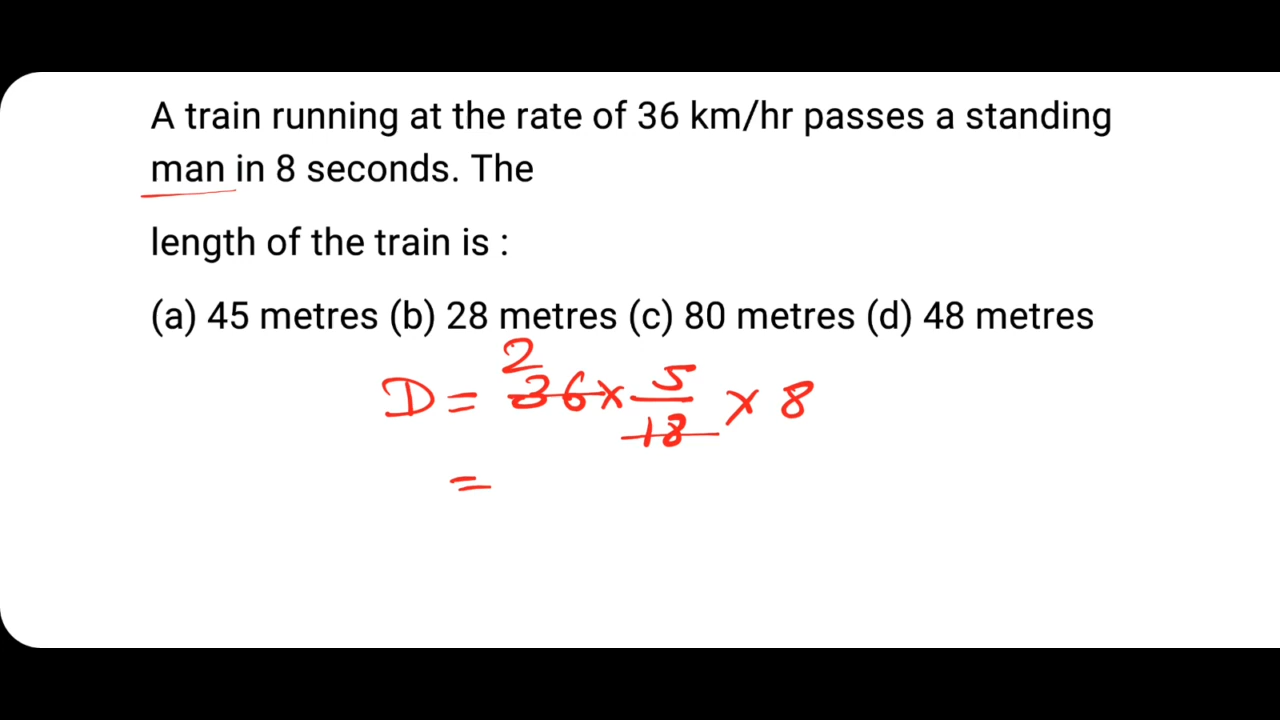 A train running at the rate of 36 km/hr passes a standing
man in 8 seconds. The
length of the train is :
(a) 45 metres (b) 28 metres (c) 80 metres (d) 48 metres
2
D = 36 x 5/18 x 8
=